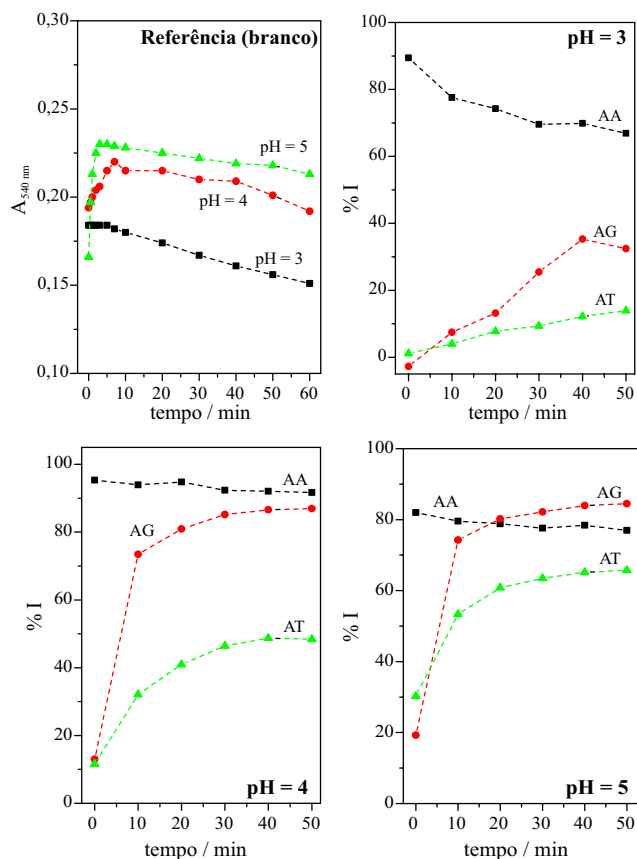 Referência (branco)
0,30
0,25
0,20
0,15
0,10
A540 nm
pH = 5
pH = 4
pH = 3
0 10 20 30 40 50 60
tempo / min
pH = 3
100
80
60
40
20
0
% I
AA
AG
AT
0 10 20 30 40 50
tempo / min
100
80
60
40
20
0
% I
AA
AG
AT
pH = 4
0 10 20 30 40 50
tempo / min
100
80
60
40
20
0
% I
AA
AG
AT
pH = 5
0 10 20 30 40 50
tempo / min